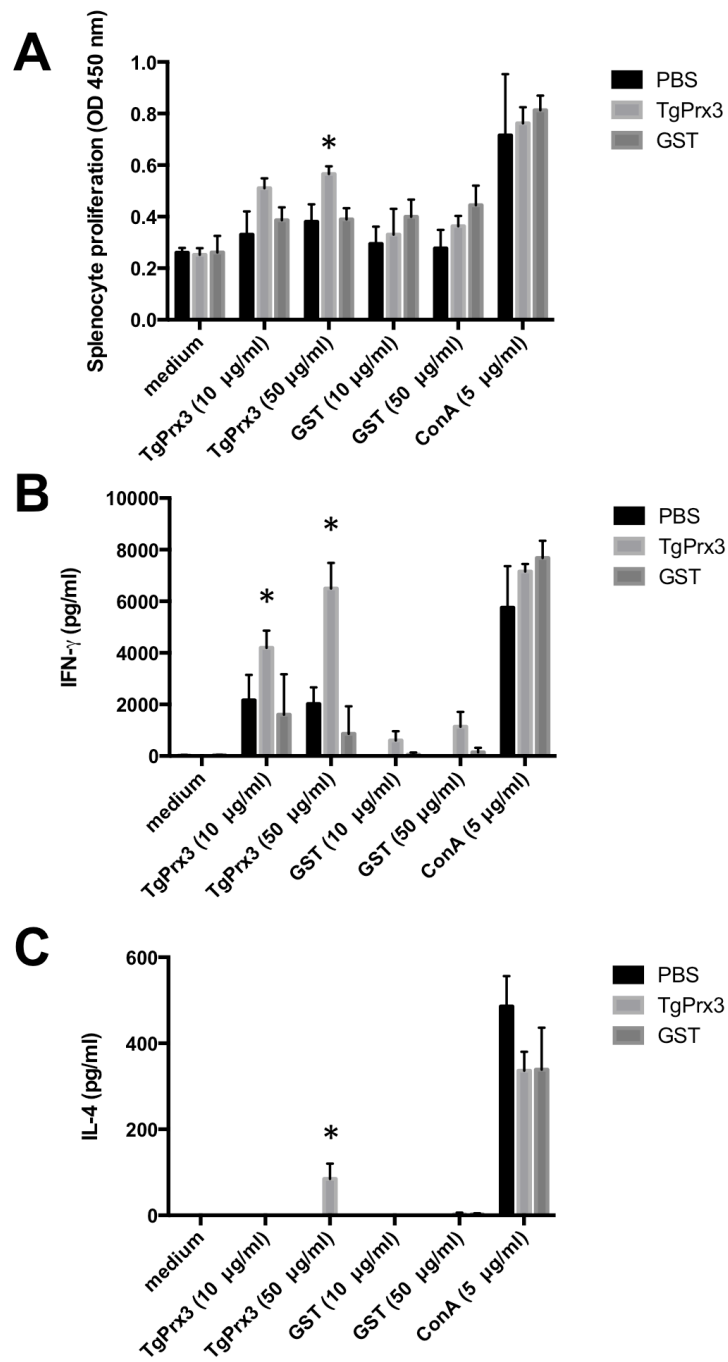 A
Splenocyte proliferation (OD 450 nm)
1.0
0.8
0.6
0.4
0.2
0.0
*
PBS
TgPrx3
GST
medium
TgPrx3 (10 µg/ml)
TgPrx3 (50 µg/ml)
GST (10 µg/ml)
GST (50 µg/ml)
ConA (5 µg/ml)
B
IFN-γ (pg/ml)
10000
8000
6000
4000
2000
0
*
*
PBS
TgPrx3
GST
medium
TgPrx3 (10 µg/ml)
TgPrx3 (50 µg/ml)
GST (10 µg/ml)
GST (50 µg/ml)
ConA (5 µg/ml)
C
IL-4 (pg/ml)
600
400
200
0
*
PBS
TgPrx3
GST
medium
TgPrx3 (10 µg/ml)
TgPrx3 (50 µg/ml)
GST (10 µg/ml)
GST (50 µg/ml)
ConA (5 µg/ml)